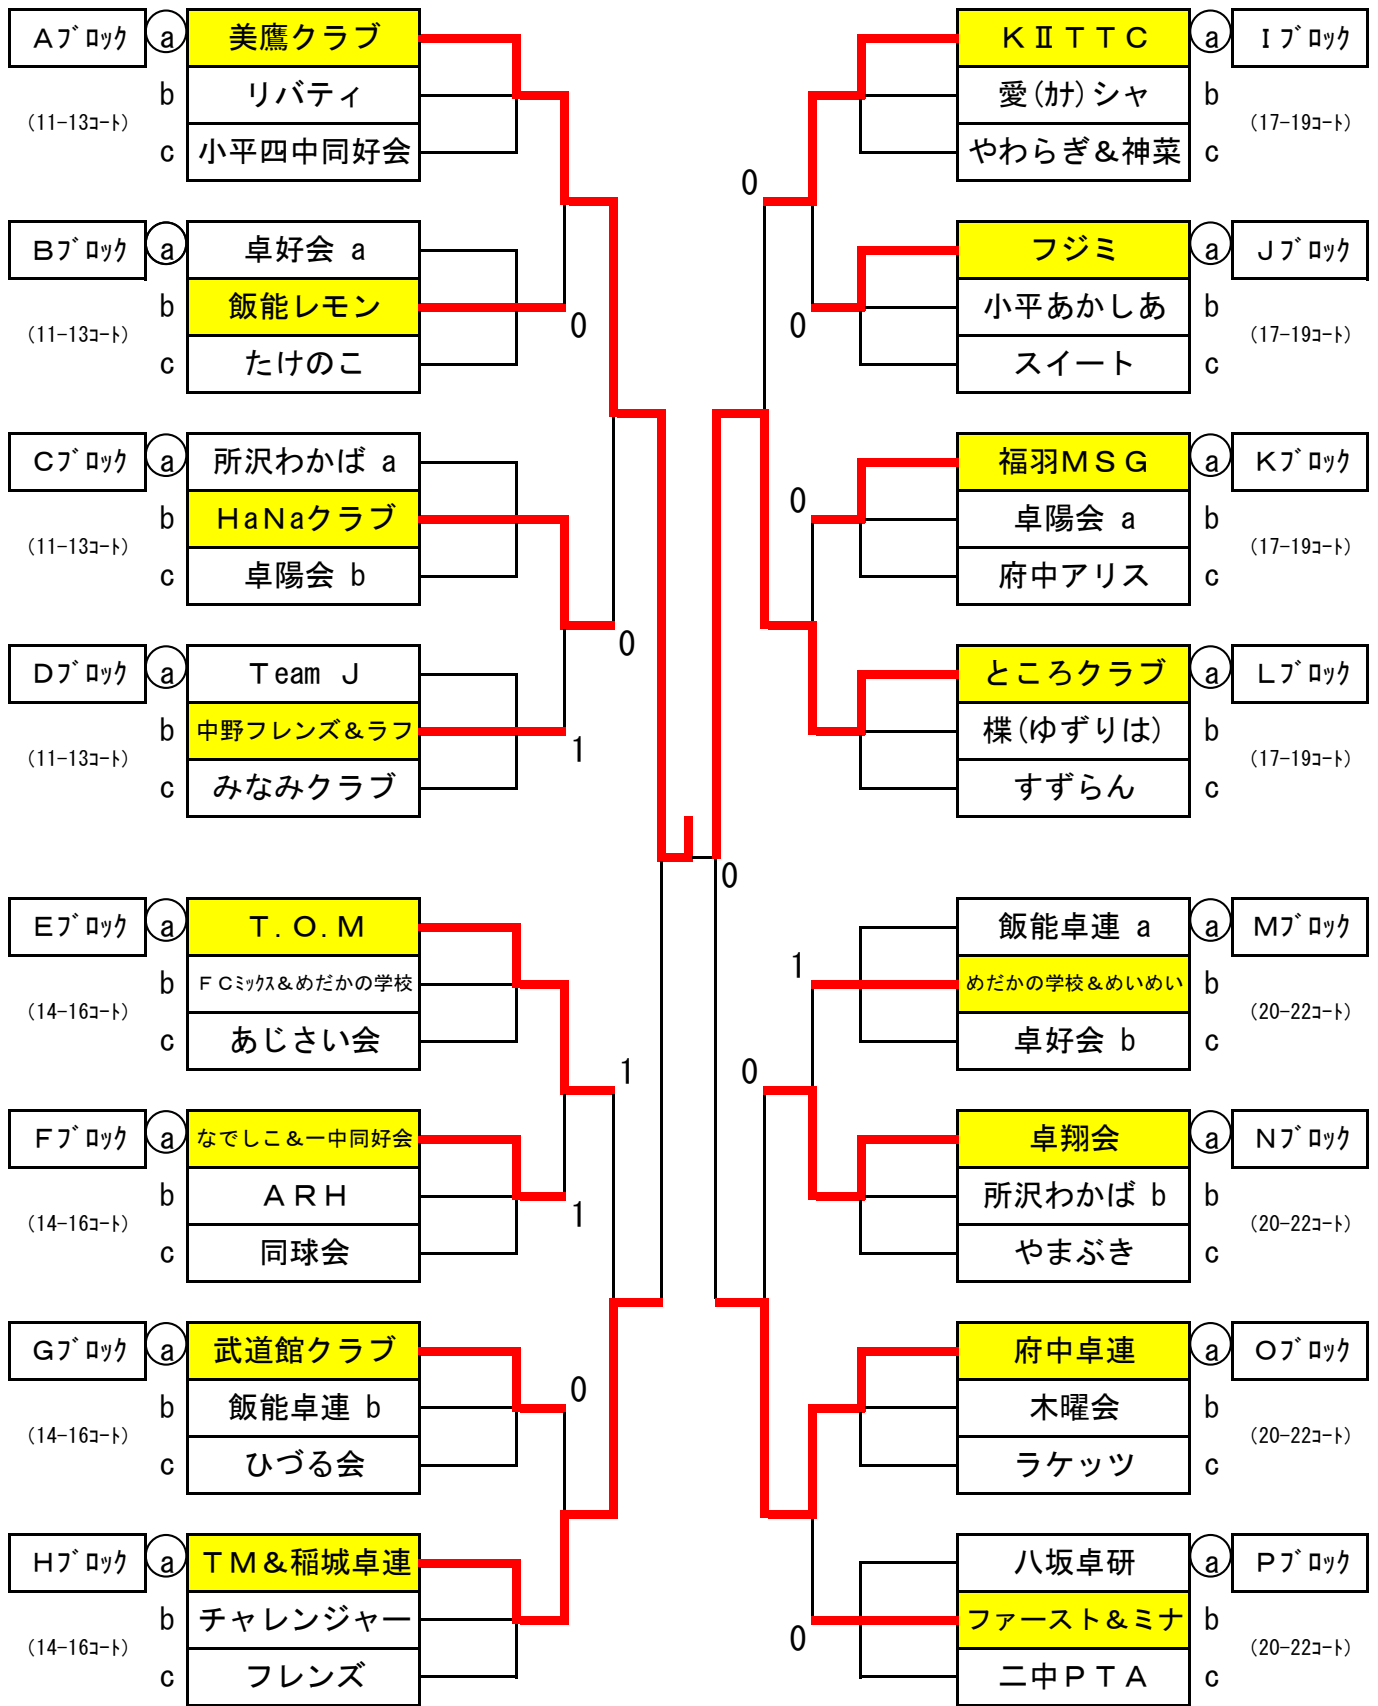 Aブロック a 美鷹クラブ
b リバティ
(11-13コート)
c 小平四中同好会
Bブロック a 卓好会 a
b 飯能レモン
(11-13コート)
c たけのこ
0
Cブロック a 所沢わかば a
b HaNaクラブ
(11-13コート)
c 卓陽会 b
0
Dブロック a Team J
b 中野フレンズ&ラフ
(11-13コート)
c みなみクラブ
1
Eブロック a T.O.M
b FCミックス&めだかの学校
(14-16コート)
c あじさい会
1
Fブロック a なでしこ&一中同好会
b ARH
(14-16コート)
c 同球会
1
Gブロック a 武道館クラブ
0
b 飯能卓連 b
(14-16コート)
c ひづる会
Hブロック a TM&稲城卓連
b チャレンジャー
(14-16コート)
c フレンズ
0
KⅡTTC a Iブロック
愛(カナ)シャ b
(17-19コート)
やわらぎ&神菜 c
0
フジミ a Jブロック
小平あかしあ b
(17-19コート)
スイート c
0
福羽MSG a Kブロック
0
卓陽会 a b
(17-19コート)
府中アリス c
ところクラブ a Lブロック
楪(ゆずりは) b
(17-19コート)
すずらん c
飯能卓連 a a Mブロック
1
めだかの学校&めいめい b
(20-22コート)
卓好会 b c
0
卓翔会 a Nブロック
所沢わかば b b
(20-22コート)
やまぶき c
府中卓連 a Oブロック
木曜会 b
(20-22コート)
ラケッツ c
八坂卓研 a Pブロック
ファースト&ミナ b
0
(20-22コート)
二中PTA c